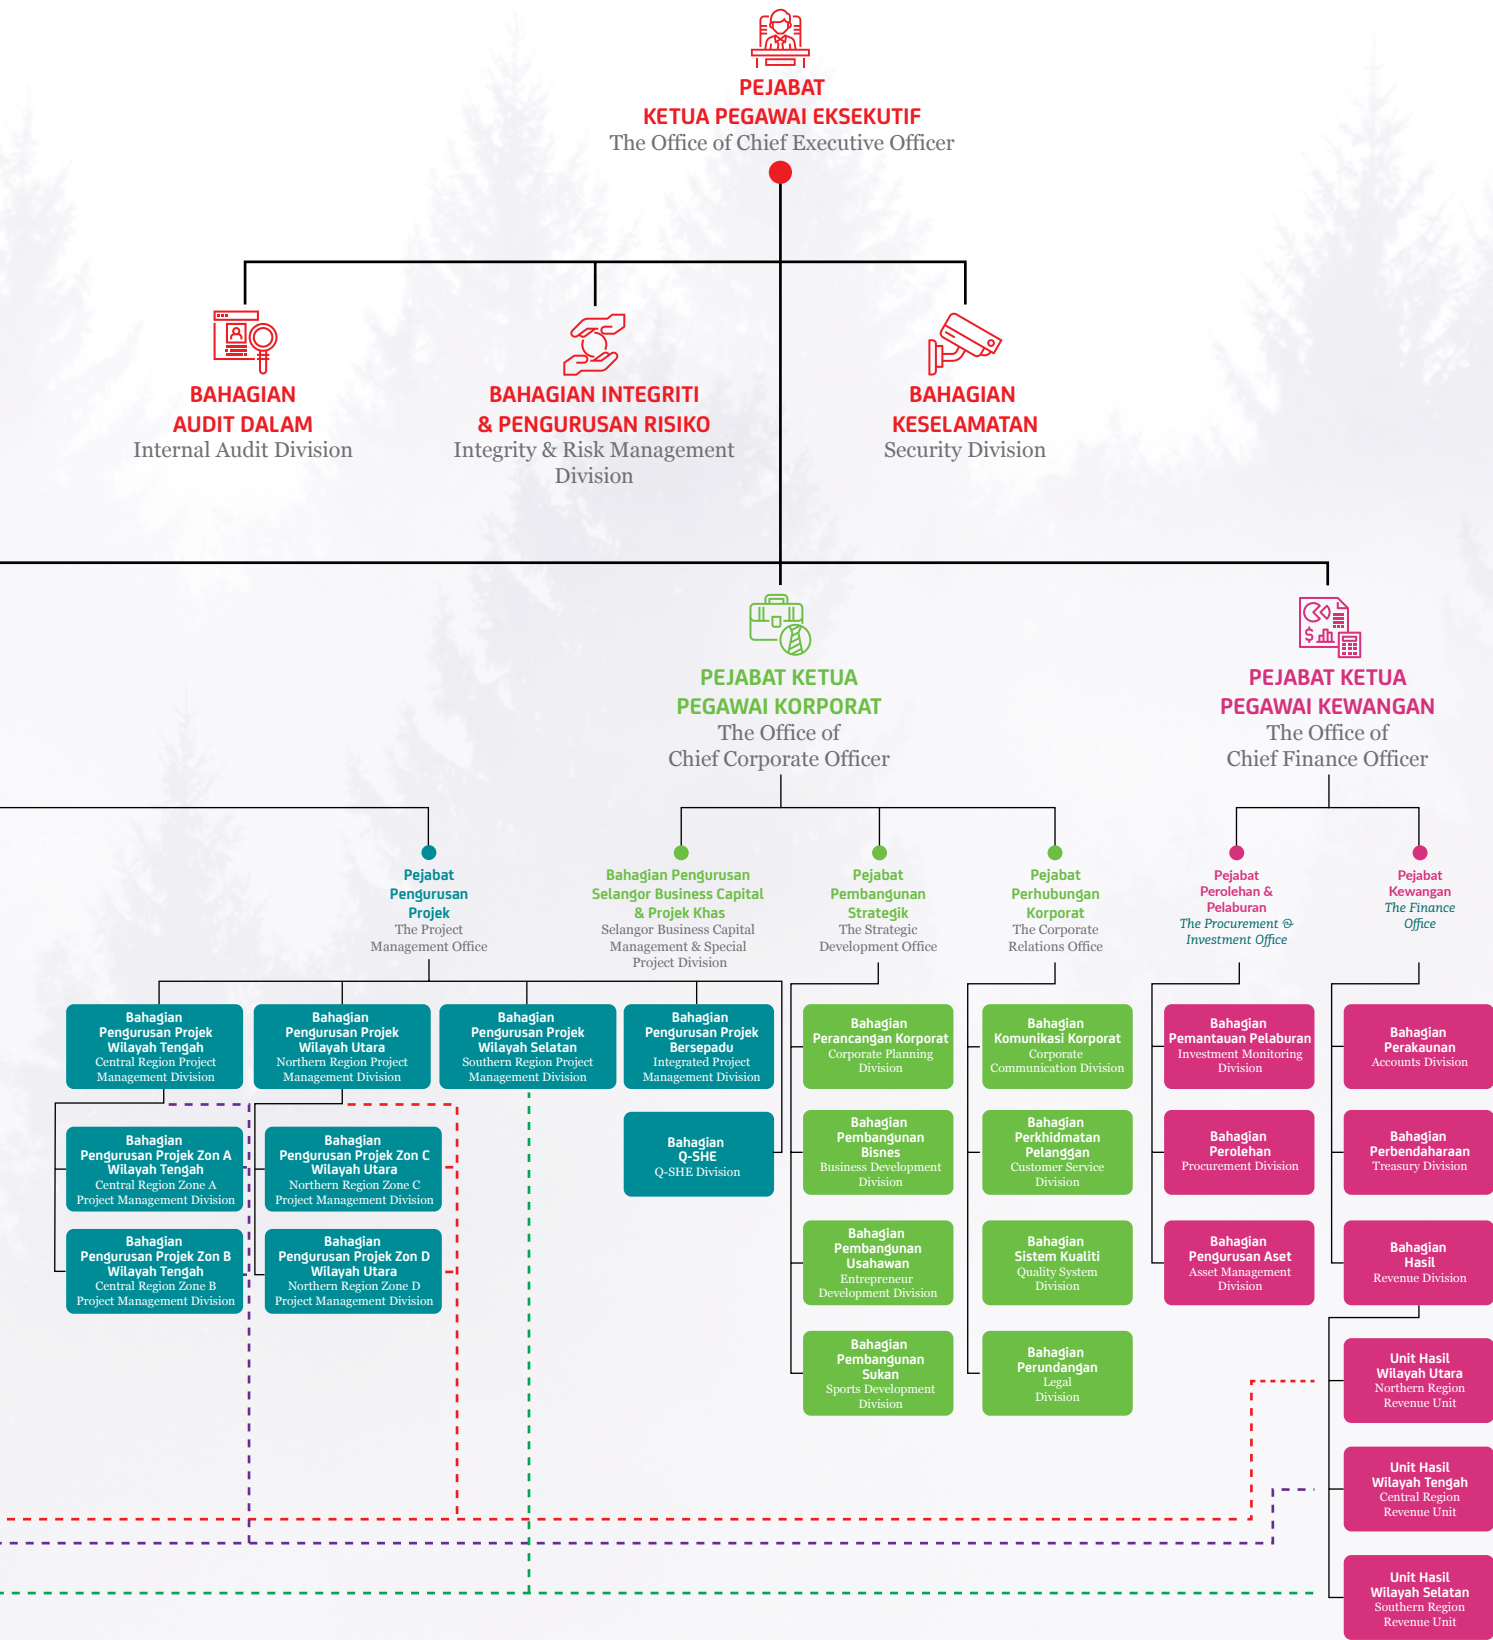 PEJABAT
KETUA PEGAWAI EKSEKUTIF
The Office of Chief Executive Officer
BAHAGIAN
AUDIT DALAM
Internal Audit Division
BAHAGIAN INTEGRITI
& PENGURUSAN RISIKO
Integrity & Risk Management
Division
BAHAGIAN
KESELAMATAN
Security Division
PEJABAT KETUA
PEGAWAI KORPORAT
The Office of
Chief Corporate Officer
PEJABAT KETUA
PEGAWAI KEWANGAN
The Office of
Chief Finance Officer
Pejabat
Pengurusan
Projek
The Project
Management Office
Bahagian Pengurusan
Selangor Business Capital
& Projek Khas
Selangor Business Capital
Management & Special
Project Division
Pejabat
Pembangunan
Strategik
The Strategic
Development Office
Pejabat
Perhubungan
Korporat
The Corporate
Relations Office
Pejabat
Perolehan &
Pelaburan
The Procurement &
Investment Office
Pejabat
Kewangan
The Finance
Office
Bahagian
Pengurusan Projek
Wilayah Tengah
Central Region Project
Management Division
Bahagian
Pengurusan Projek
Wilayah Utara
Northern Region Project
Management Division
Bahagian
Pengurusan Projek
Wilayah Selatan
Southern Region Project
Management Division
Bahagian
Pengurusan Projek
Bersepadu
Integrated Project
Management Division
Bahagian
Perancangan Korporat
Corporate Planning
Division
Bahagian
Komunikasi Korporat
Corporate
Communication Division
Bahagian
Pemantauan Pelaburan
Investment Monitoring
Division
Bahagian
Perakaunan
Accounts Division
Bahagian
Pengurusan Projek Zon A
Wilayah Tengah
Central Region Zone A
Project Management Division
Bahagian
Pengurusan Projek Zon C
Wilayah Utara
Northern Region Zone C
Project Management Division
Bahagian
Q-SHE
Q-SHE Division
Bahagian
Pembangunan
Bisnes
Business Development
Division
Bahagian
Perkhidmatan
Pelanggan
Customer Service
Division
Bahagian
Perolehan
Procurement Division
Bahagian
Perbendaharaan
Treasury Division
Bahagian
Pengurusan Projek Zon B
Wilayah Tengah
Central Region Zone B
Project Management Division
Bahagian
Pengurusan Projek Zon D
Wilayah Utara
Northern Region Zone D
Project Management Division
Bahagian
Pembangunan
Usahawan
Entrepreneur
Development Division
Bahagian
Sistem Kualiti
Quality System
Division
Bahagian
Pengurusan Aset
Asset Management
Division
Bahagian
Hasil
Revenue Division
Bahagian
Pembangunan
Sukan
Sports Development
Division
Bahagian
Perundangan
Legal
Division
Unit Hasil
Wilayah Utara
Northern Region
Revenue Unit
Unit Hasil
Wilayah Tengah
Central Region
Revenue Unit
Unit Hasil
Wilayah Selatan
Southern Region
Revenue Unit